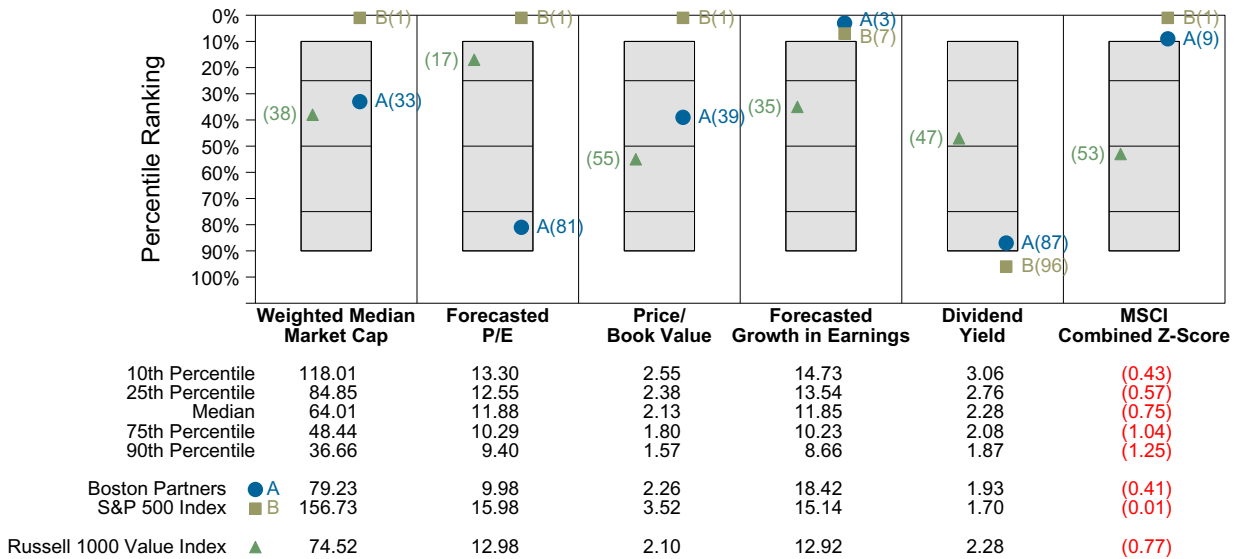 Percentile Ranking
0%
10%
20%
30%
40%
50%
60%
70%
80%
90%
100%
B(1)
A(33)
(38)
B(1)
(17)
A(81)
B(1)
A(39)
(55)
A(3)
B(7)
(35)
(47)
A(87)
B(96)
B(1)
A(9)
(53)
Weighted Median Market Cap
Forecasted P/E
Price/ Book Value
Forecasted Growth in Earnings
Dividend Yield
MSCI Combined Z-Score
10th Percentile 118.01 13.30 2.55 14.73 3.06 (0.43)
25th Percentile 84.85 12.55 2.38 13.54 2.76 (0.57)
Median 64.01 11.88 2.13 11.85 2.28 (0.75)
75th Percentile 48.44 10.29 1.80 10.23 2.08 (1.04)
90th Percentile 36.66 9.40 1.57 8.66 1.87 (1.25)
Boston Partners A 79.23 9.98 2.26 18.42 1.93 (0.41)
S&P 500 Index B 156.73 15.98 3.52 15.14 1.70 (0.01)
Russell 1000 Value Index 74.52 12.98 2.10 12.92 2.28 (0.77)